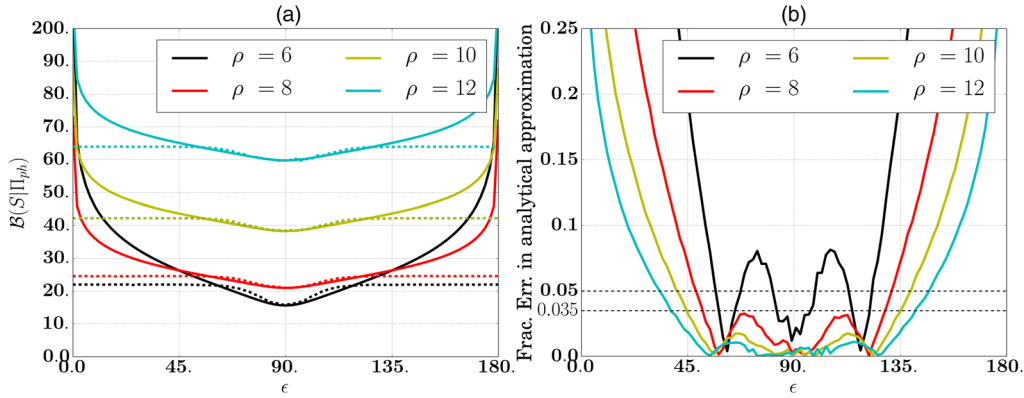 (a)
200.
90.
80.
70.
60.
50.
40.
30.
20.
10.
0.0
0.0
45.
90.
135.
180.
ϵ
B(S|Π_ph)
ρ = 6
ρ = 8
ρ = 10
ρ = 12
(b)
0.25
0.2
0.15
0.1
0.05
0.035
0.0
0.0
45.
90.
135.
180.
ϵ
Frac. Err. in analytical approximation
ρ = 6
ρ = 8
ρ = 10
ρ = 12